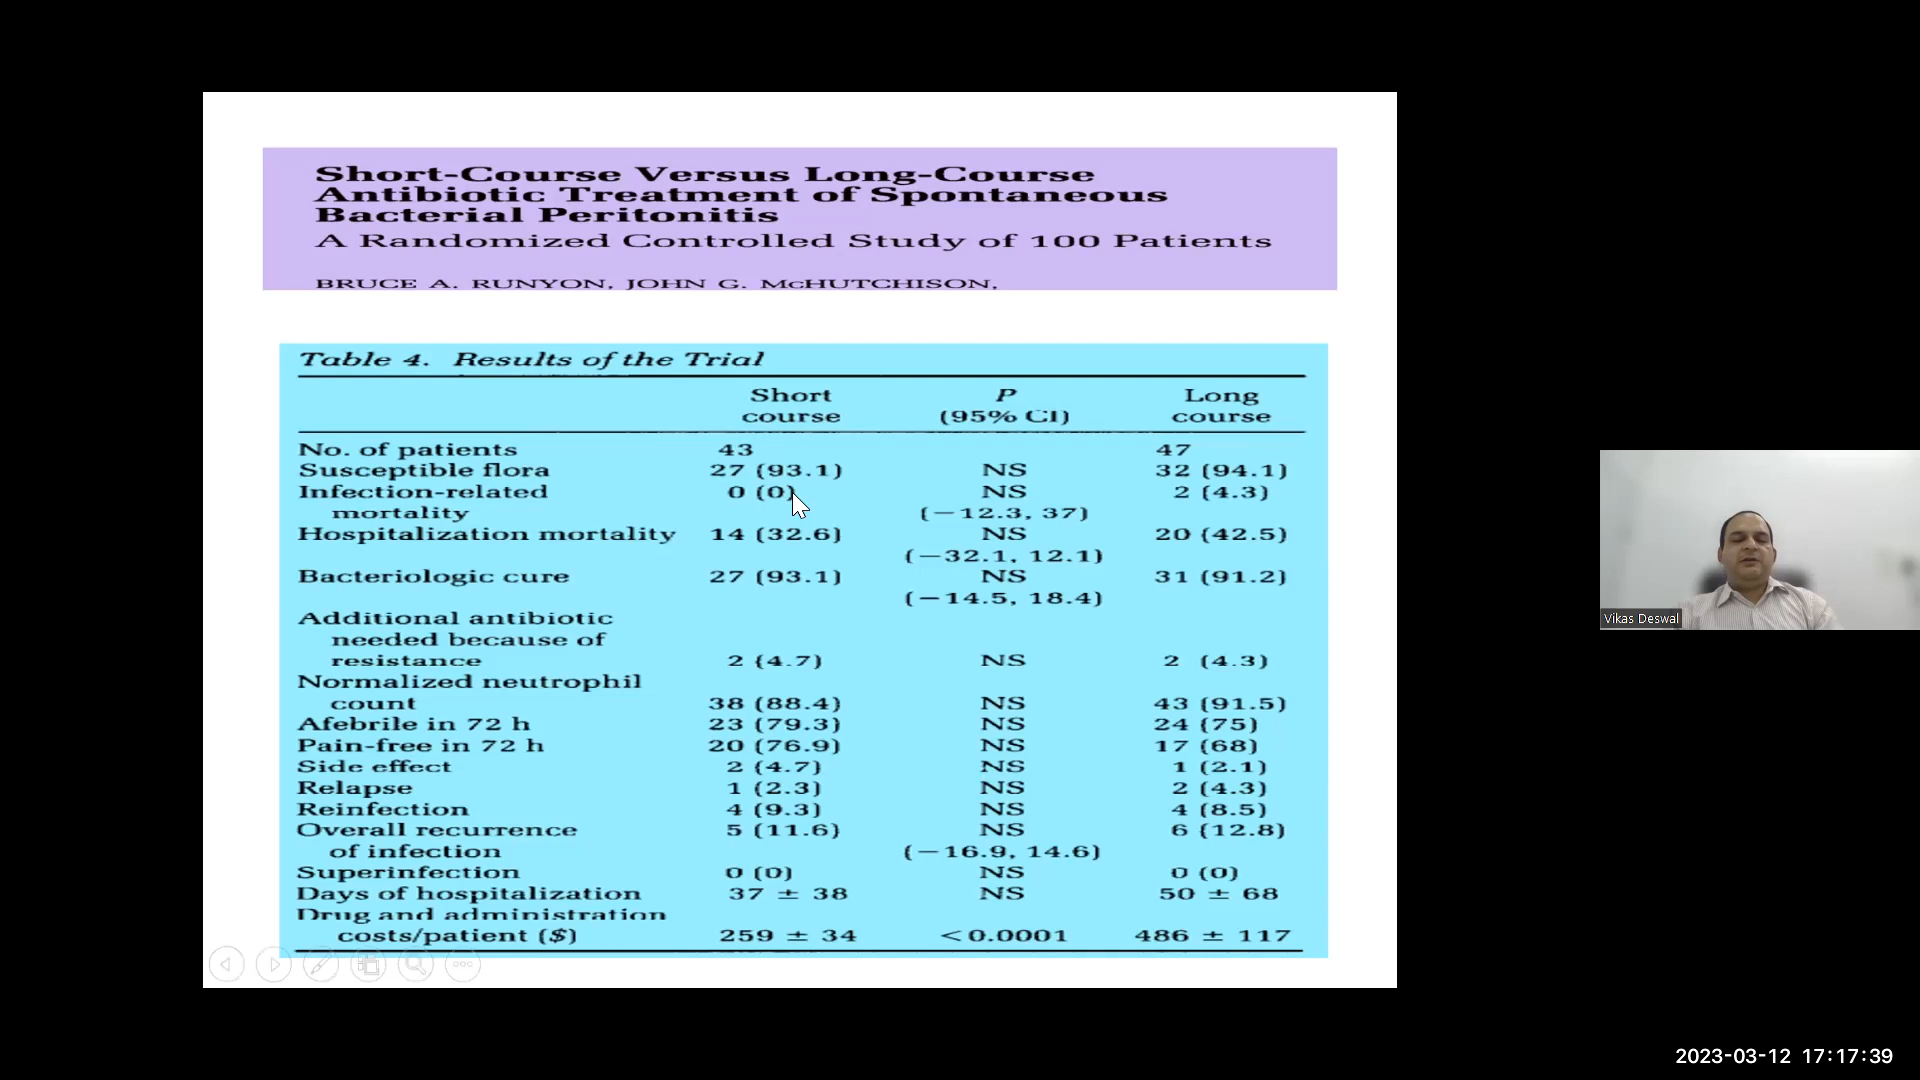 Short-Course Versus Long-Course
Antibiotic Treatment of Spontaneous
Bacterial Peritonitis
A Randomized Controlled Study of 100 Patients
BRUCE A. RUNYON, JOHN G. McHUTCHISON,
Table 4. Results of the Trial
Short course P (95% CI) Long course
No. of patients 43 47
Susceptible flora 27 (93.1) NS 32 (94.1)
Infection-related 0 (0) NS 2 (4.3)
mortality (−12.3, 37)
Hospitalization mortality 14 (32.6) NS 20 (42.5)
(−32.1, 12.1)
Bacteriologic cure 27 (93.1) NS 31 (91.2)
(−14.5, 18.4)
Additional antibiotic
needed because of
resistance 2 (4.7) NS 2 (4.3)
Normalized neutrophil
count 38 (88.4) NS 43 (91.5)
Afebrile in 72 h 23 (79.3) NS 24 (75)
Pain-free in 72 h 20 (76.9) NS 17 (68)
Side effect 2 (4.7) NS 1 (2.1)
Relapse 1 (2.3) NS 2 (4.3)
Reinfection 4 (9.3) NS 4 (8.5)
Overall recurrence 5 (11.6) NS 6 (12.8)
of infection (−16.9, 14.6)
Superinfection 0 (0) NS 0 (0)
Days of hospitalization 37 ± 38 NS 50 ± 68
Drug and administration
costs/patient ($) 259 ± 34 <0.0001 486 ± 117
Vikas Deswal
2023-03-12 17:17:39